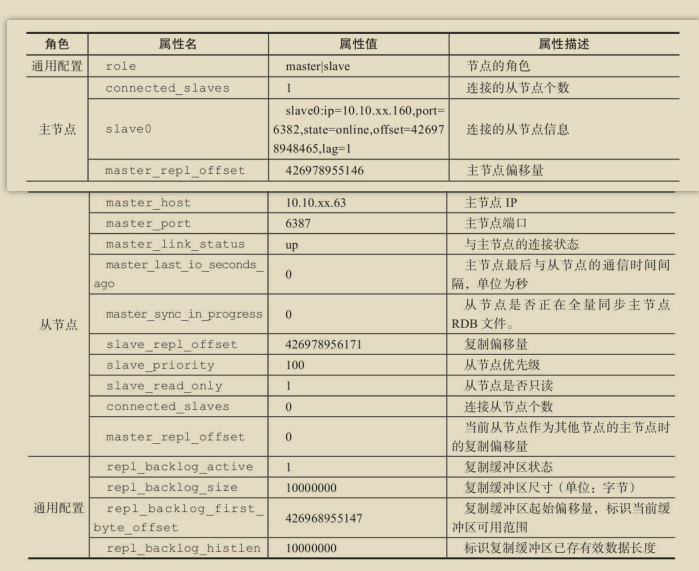 角色 属性名 属性值 属性描述
通用配置 role master|slave 节点的角色
主节点 connected_slaves 1 连接的从节点个数
slave0 slave0:ip=10.10.xx.160,port=
6382,state=online,offset=42697
8948465,lag=1 连接的从节点信息
master_repl_offset 426978955146 主节点偏移量
从节点 master_host 10.10.xx.63 主节点 IP
master_port 6387 主节点端口
master_link_status up 与主节点的连接状态
master_last_io_seconds_
ago 0 主节点最后与从节点的通信时间间
隔，单位为秒
master_sync_in_progress 0 从节点是否正在全量同步主节点
RDB 文件。
slave_repl_offset 426978956171 复制偏移量
slave_priority 100 从节点优先级
slave_read_only 1 从节点是否只读
connected_slaves 0 连接从节点个数
master_repl_offset 0 当前从节点作为其他节点的主节点时
的复制偏移量
通用配置 repl_backlog_active 1 复制缓冲区状态
repl_backlog_size 10000000 复制缓冲区尺寸（单位：字节）
repl_backlog_first_
byte_offset 426968955147 复制缓冲区起始偏移量，标识当前缓
冲区可用范围
repl_backlog_histlen 10000000 标识复制缓冲区已存有效数据长度